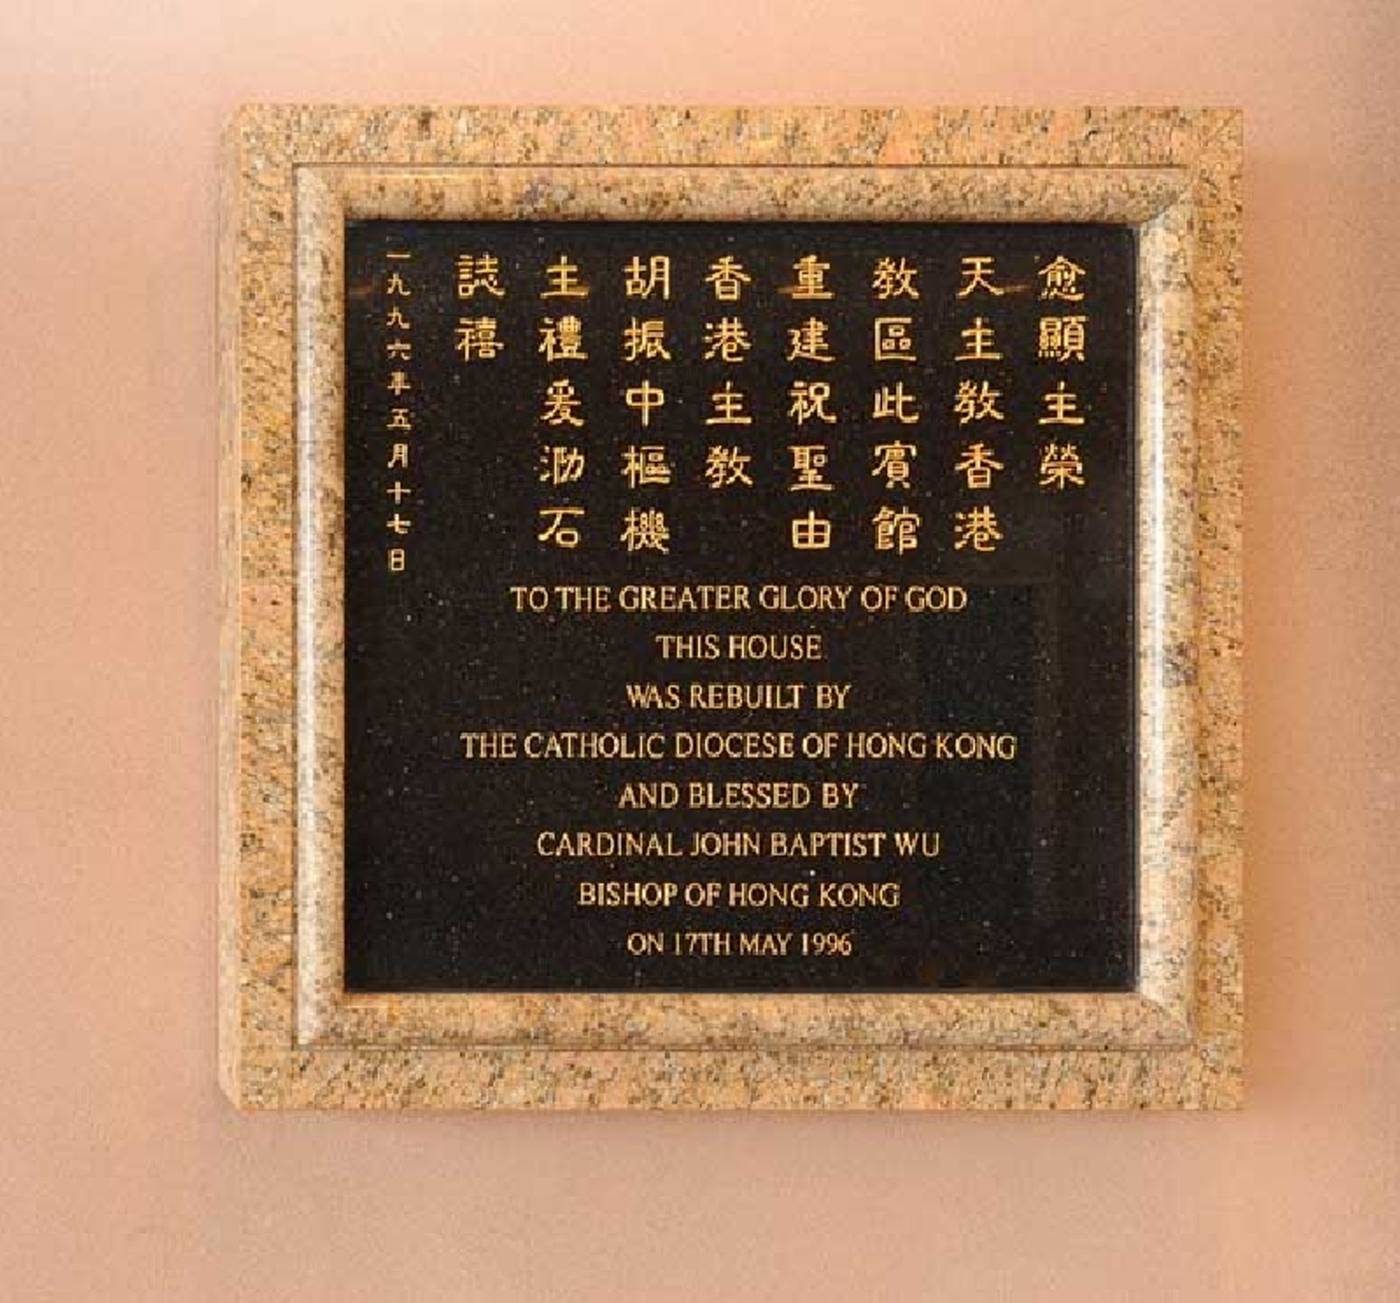 愈顯主榮
天主教香港
教區此賓館
重建祝聖由
香港主教
胡振中樞機
主禮爰泐石
誌禧
一九九六年五月十七日
TO THE GREATER GLORY OF GOD
THIS HOUSE
WAS REBUILT BY
THE CATHOLIC DIOCESE OF HONG KONG
AND BLESSED BY
CARDINAL JOHN BAPTIST WU
BISHOP OF HONG KONG
ON 17TH MAY 1996